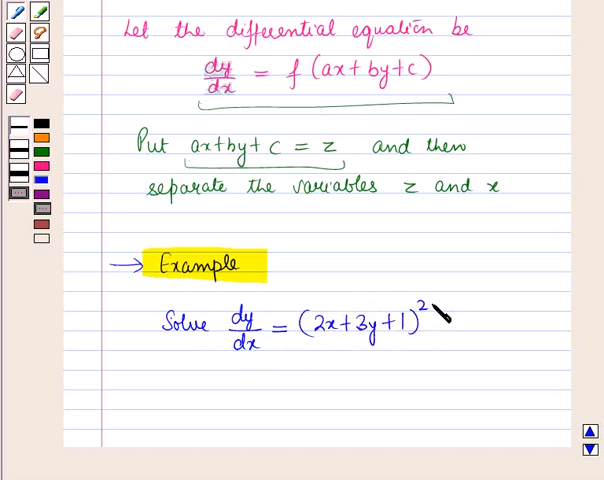 Let the differential equation be
dy/dx = f(ax+by+c)
Put ax+by+c = z and then
separate the variables z and x
→ Example
Solve dy/dx = (2x+3y+1)²